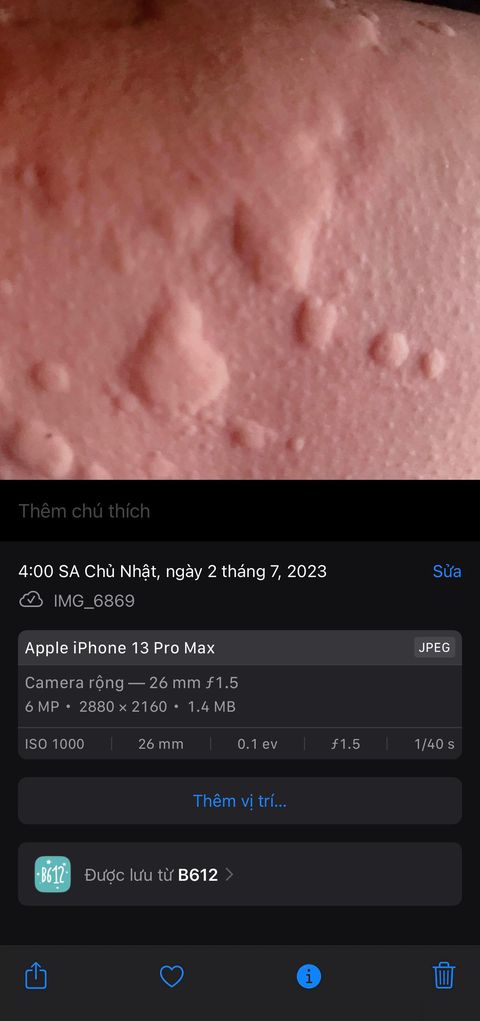 Thêm chú thích
4:00 SA Chủ Nhật, ngày 2 tháng 7, 2023
Sửa
IMG_6869
Apple iPhone 13 Pro Max
JPEG
Camera rộng — 26 mm ƒ1.5
6 MP • 2880 × 2160 • 1.4 MB
ISO 1000 26 mm 0.1 ev ƒ1.5 1/40 s
Thêm vị trí...
B612
Được lưu từ B612